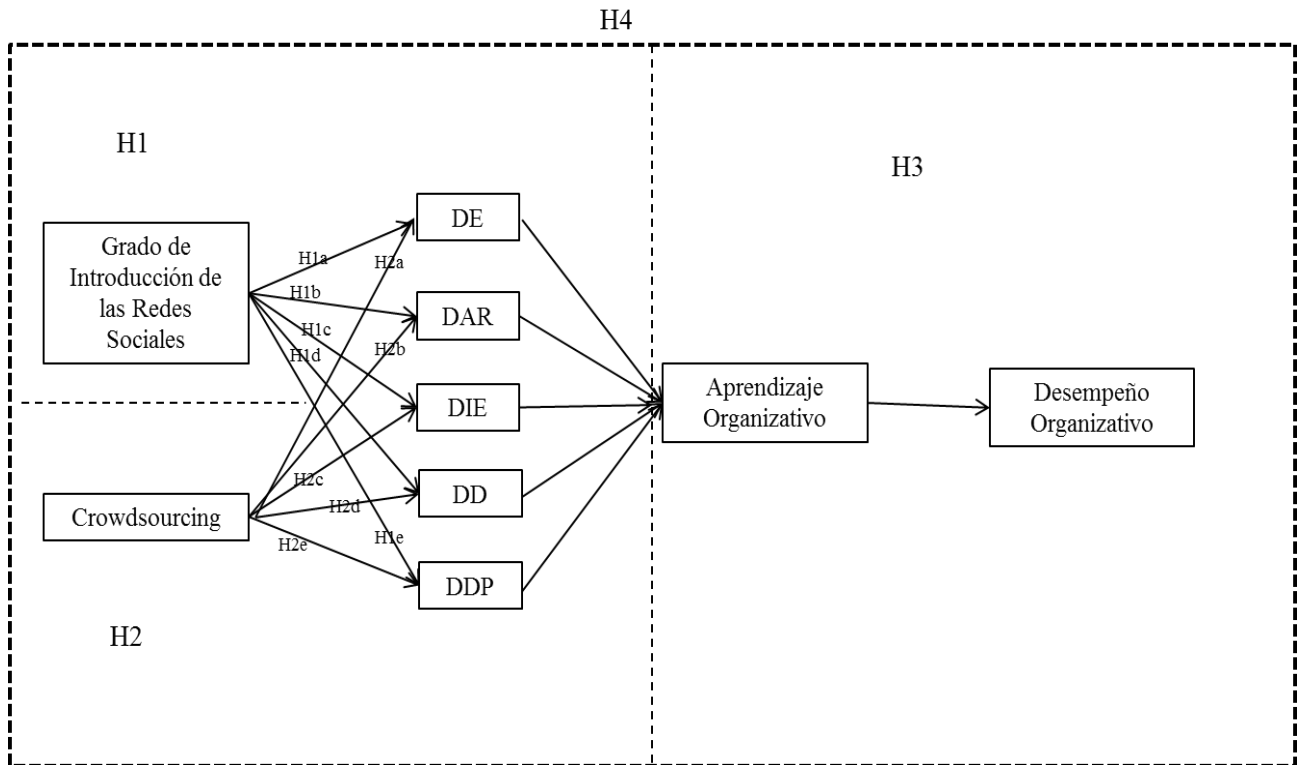 H4
H1
H3
Grado de
Introducción de
las Redes
Sociales
H1a
H2a
H1b
H1c
H2b
H1d
DE
DAR
DIE
DD
DDP
Crowdsourcing
H2c
H2d
H1e
H2e
H2
Aprendizaje
Organizativo
Desempeño
Organizativo